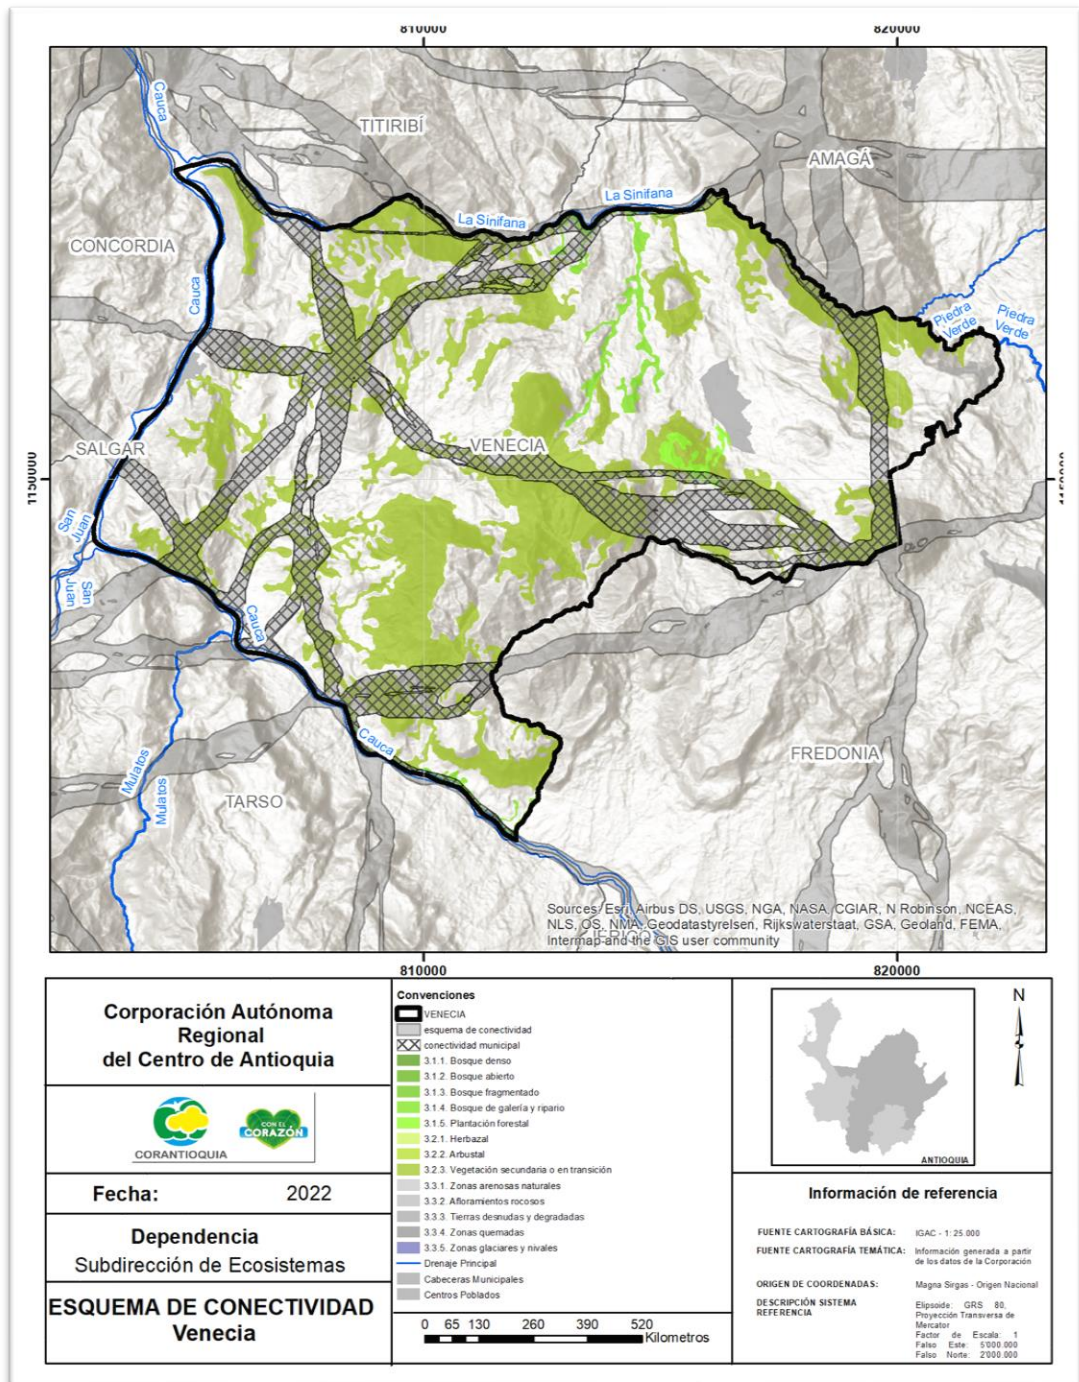 810000
820000
Cauca
TITIRIBÍ
AMAGÁ
La Sinifana
La Sinifana
CONCORDIA
Cauca
Piedra
Verde
Piedra
Verde
SALGAR
VENECIA
1150000
San
Juan
San
Juan
Cauca
Cauca
FREDONIA
Mulatos
Mulatos
TARSO
Sources: Esri, Airbus DS, USGS, NGA, NASA, CGIAR, N Robinson, NCEAS,
NLS, OS, NMA, Geodatastyrelsen, Rijkswaterstaat, GSA, Geoland, FEMA,
Intermap and the GIS user community
JERICÓ
810000
820000
Corporación Autónoma
Regional
del Centro de Antioquia
CORANTIOQUIA
CON EL
CORAZÓN
Fecha: 2022
Dependencia
Subdirección de Ecosistemas
ESQUEMA DE CONECTIVIDAD
Venecia
Convenciones
VENECIA
esquema de conectividad
conectividad municipal
3.1.1. Bosque denso
3.1.2. Bosque abierto
3.1.3. Bosque fragmentado
3.1.4. Bosque de galería y ripario
3.1.5. Plantación forestal
3.2.1. Herbazal
3.2.2. Arbustal
3.2.3. Vegetación secundaria o en transición
3.3.1. Zonas arenosas naturales
3.3.2. Afloramientos rocosos
3.3.3. Tierras desnudas y degradadas
3.3.4. Zonas quemadas
3.3.5. Zonas glaciares y nivales
Drenaje Principal
Cabeceras Municipales
Centros Poblados
0 65 130 260 390 520
Kilometros
N
ANTIOQUIA
Información de referencia
FUENTE CARTOGRAFÍA BÁSICA: IGAC - 1: 25.000
FUENTE CARTOGRAFÍA TEMÁTICA: Información generada a partir
de los datos de la Corporación
ORIGEN DE COORDENADAS: Magna Sirgas - Origen Nacional
DESCRIPCIÓN SISTEMA
REFERENCIA
Elipsoide: GRS 80,
Proyección Transversa de
Mercator
Factor de Escala: 1
Falso Este: 5'000.000
Falso Norte: 2'000.000